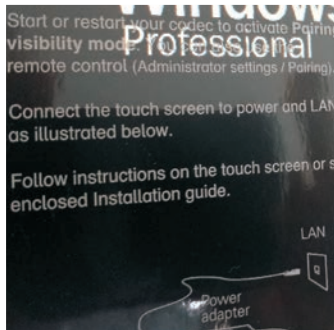 Window
Professional
Start or restart your codec to activate Pairing
visibility mode.
remote control (Administrator settings / Pairing).
Connect the touch screen to power and LAN
as illustrated below.
Follow instructions on the touch screen or s
enclosed Installation guide.
LAN
Power
adapter